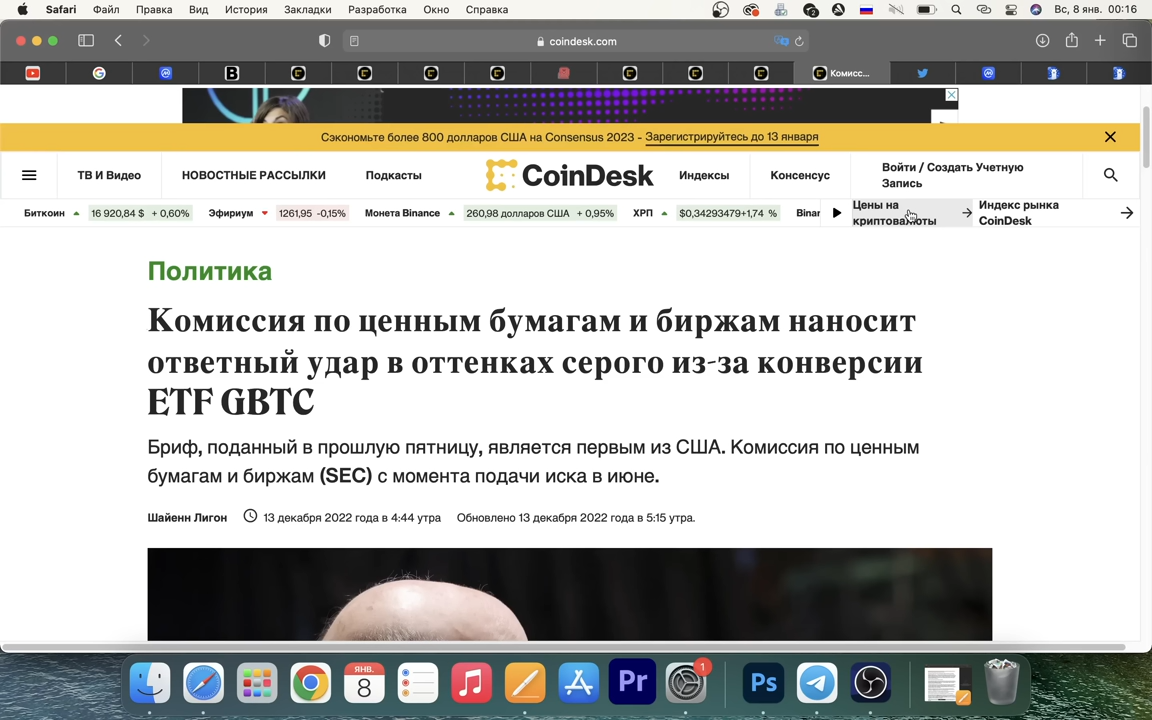 Safari Файл Правка Вид История Закладки Разработка Окно Справка Вс, 8 янв. 00:16
coindesk.com
Комисс...
Сэкономьте более 800 долларов США на Consensus 2023 - Зарегистрируйтесь до 13 января
ТВ И Видео НОВОСТНЫЕ РАССЫЛКИ Подкасты CoinDesk Индексы Консенсус Войти / Создать Учетную
Запись
Биткоин 16 920,84 $ + 0,60% Эфириум 1261,95 -0,15% Монета Binance 260,98 долларов США + 0,95% ХРП $0,34293479+1,74 % Binar Цены на криптовалюты Индекс рынка
CoinDesk
Политика
Комиссия по ценным бумагам и биржам наносит
ответный удар в оттенках серого из-за конверсии
ETF GBTC
Бриф, поданный в прошлую пятницу, является первым из США. Комиссия по ценным
бумагам и биржам (SEC) с момента подачи иска в июне.
Шайенн Лигон 13 декабря 2022 года в 4:44 утра Обновлено 13 декабря 2022 года в 5:15 утра.
ЯНВ.
8
Pr
1
Ps